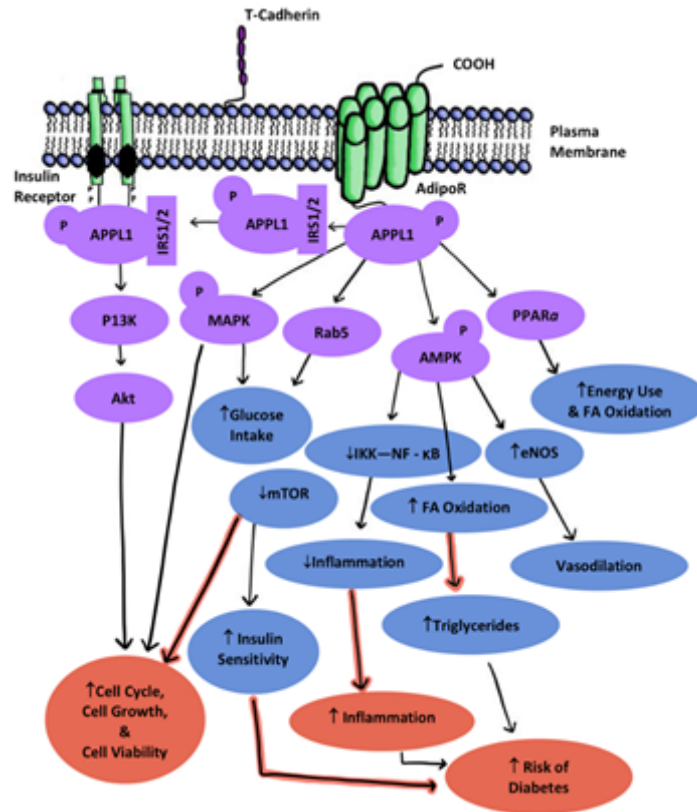 T-Cadherin
COOH
Plasma
Membrane
Insulin
Receptor
P
P
P
P
AdipoR
P
APPL1
IRS1/2
P
APPL1
IRS1/2
APPL1
P
P13K
P
MAPK
Rab5
P
AMPK
PPARα
Akt
↑Glucose
Intake
↑Energy Use
& FA Oxidation
↓IKK—NF - κB
↑eNOS
↓mTOR
↑ FA Oxidation
↓Inflammation
Vasodilation
↑ Insulin
Sensitivity
↑Triglycerides
↑Cell Cycle,
Cell Growth,
&
Cell Viability
↑ Inflammation
↑ Risk of
Diabetes